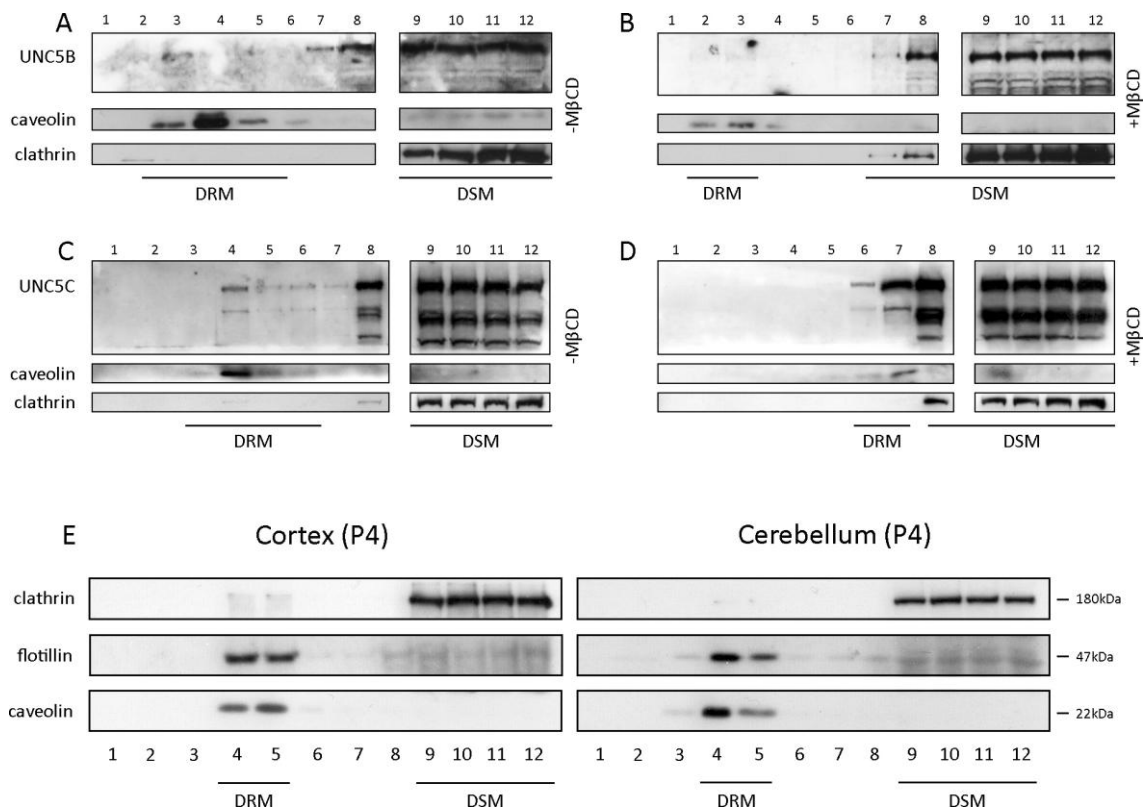 A 1 2 3 4 5 6 7 8 9 10 11 12
UNC5B
caveolin
clathrin
-MβCD
DRM DSM
B 1 2 3 4 5 6 7 8 9 10 11 12
+MβCD
DRM DSM
C 1 2 3 4 5 6 7 8 9 10 11 12
UNC5C
caveolin
clathrin
-MβCD
DRM DSM
D 1 2 3 4 5 6 7 8 9 10 11 12
+MβCD
DRM DSM
E Cortex (P4) Cerebellum (P4)
clathrin 180kDa
flotillin 47kDa
caveolin 22kDa
1 2 3 4 5 6 7 8 9 10 11 12 1 2 3 4 5 6 7 8 9 10 11 12
DRM DSM DRM DSM